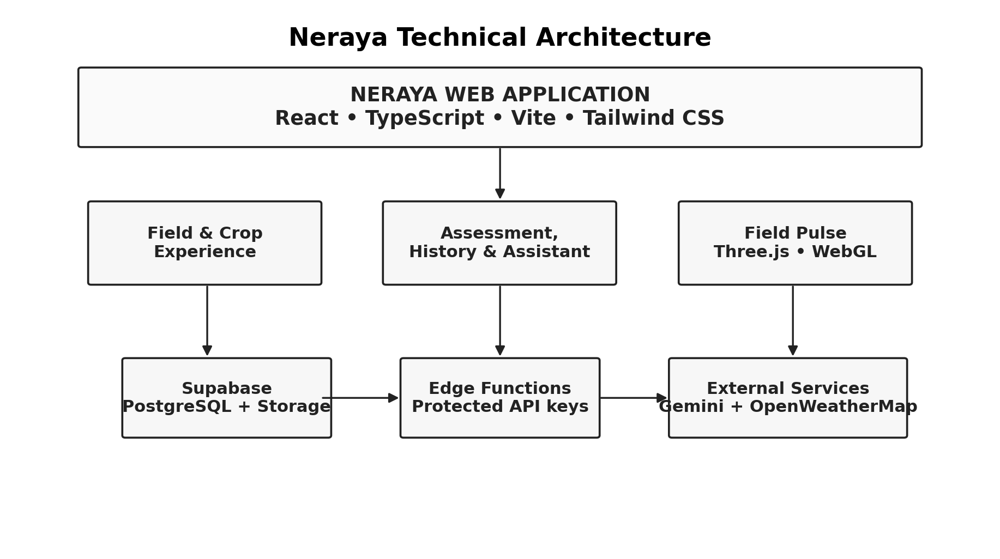 Neraya Technical Architecture
NERAYA WEB APPLICATION
React • TypeScript • Vite • Tailwind CSS
Field & Crop
Experience
Assessment,
History & Assistant
Field Pulse
Three.js • WebGL
Supabase
PostgreSQL + Storage
Edge Functions
Protected API keys
External Services
Gemini + OpenWeatherMap